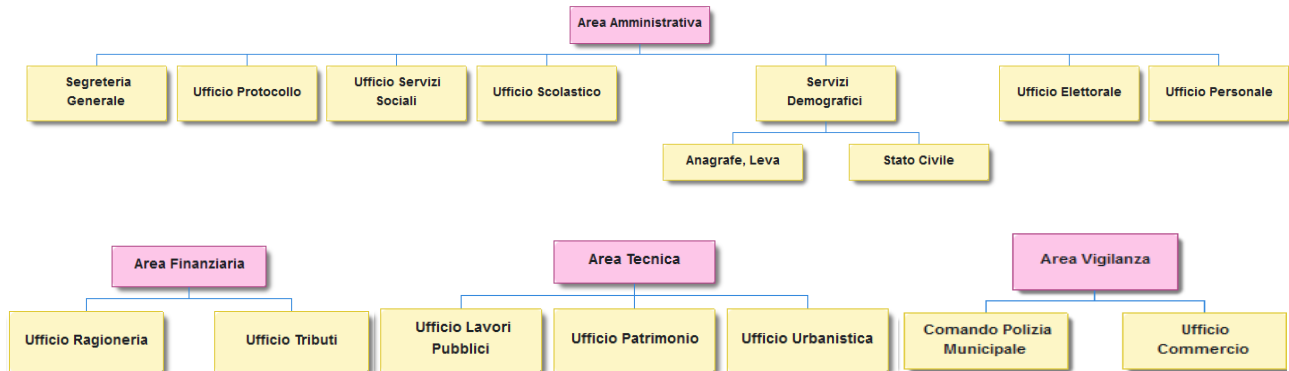 Area Amministrativa
Segreteria
Generale
Ufficio Protocollo
Ufficio Servizi
Sociali
Ufficio Scolastico
Servizi
Demografici
Ufficio Elettorale
Ufficio Personale
Anagrafe, Leva
Stato Civile
Area Finanziaria
Ufficio Ragioneria
Ufficio Tributi
Area Tecnica
Ufficio Lavori
Pubblici
Ufficio Patrimonio
Ufficio Urbanistica
Area Vigilanza
Comando Polizia
Municipale
Ufficio
Commercio